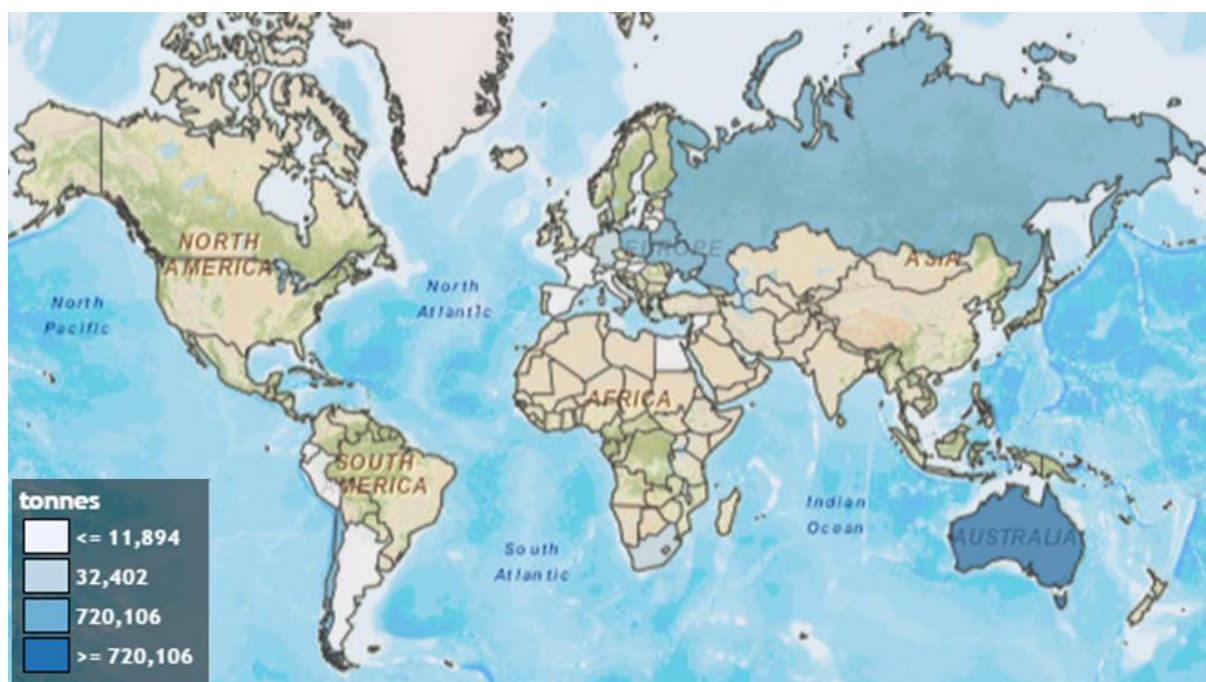 NORTH
AMERICA
EUROPE
ASIA
North
Pacific
North
Atlantic
AFRICA
SOUTH
AMERICA
Indian
Ocean
AUSTRALIA
South
Atlantic
tonnes
<= 11,894
32,402
720,106
>= 720,106